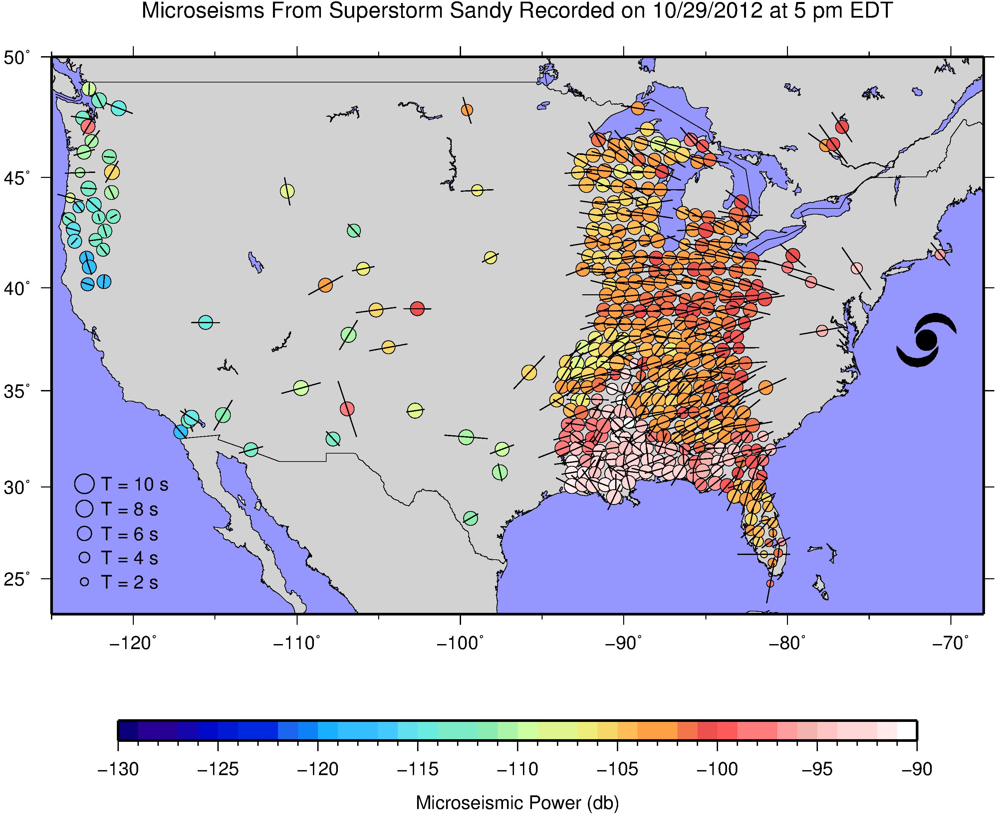 Microseisms From Superstorm Sandy Recorded on 10/29/2012 at 5 pm EDT
50°
45°
40°
35°
30°
25°
T = 10 s
T = 8 s
T = 6 s
T = 4 s
T = 2 s
−120° −110° −100° −90° −80° −70°
−130 −125 −120 −115 −110 −105 −100 −95 −90
Microseismic Power (db)